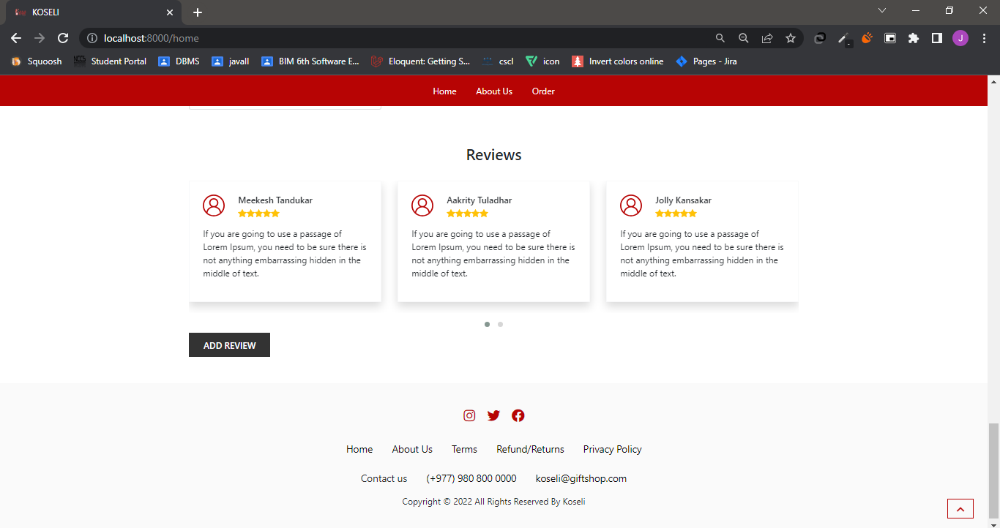 KOSELI
localhost:8000/home
J
Squoosh Student Portal DBMS javall BIM 6th Software E... Eloquent: Getting S... cscl icon Invert colors online Pages - Jira
Home About Us Order
Reviews
Meekesh Tandukar
If you are going to use a passage of
Lorem Ipsum, you need to be sure there is
not anything embarrassing hidden in the
middle of text.
Aakrity Tuladhar
If you are going to use a passage of
Lorem Ipsum, you need to be sure there is
not anything embarrassing hidden in the
middle of text.
Jolly Kansakar
If you are going to use a passage of
Lorem Ipsum, you need to be sure there is
not anything embarrassing hidden in the
middle of text.
ADD REVIEW
Home About Us Terms Refund/Returns Privacy Policy
Contact us (+977) 980 800 0000 koseli@giftshop.com
Copyright © 2022 All Rights Reserved By Koseli